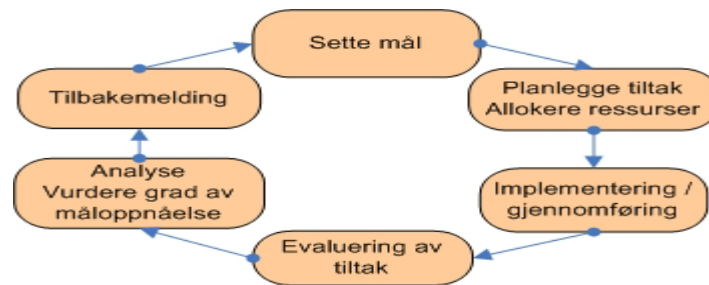 Sette mål
Planlegge tiltak
Allokere ressurser
Implementering /
gjennomføring
Evaluering av
tiltak
Analyse
Vurdere grad av
måloppnåelse
Tilbakemelding